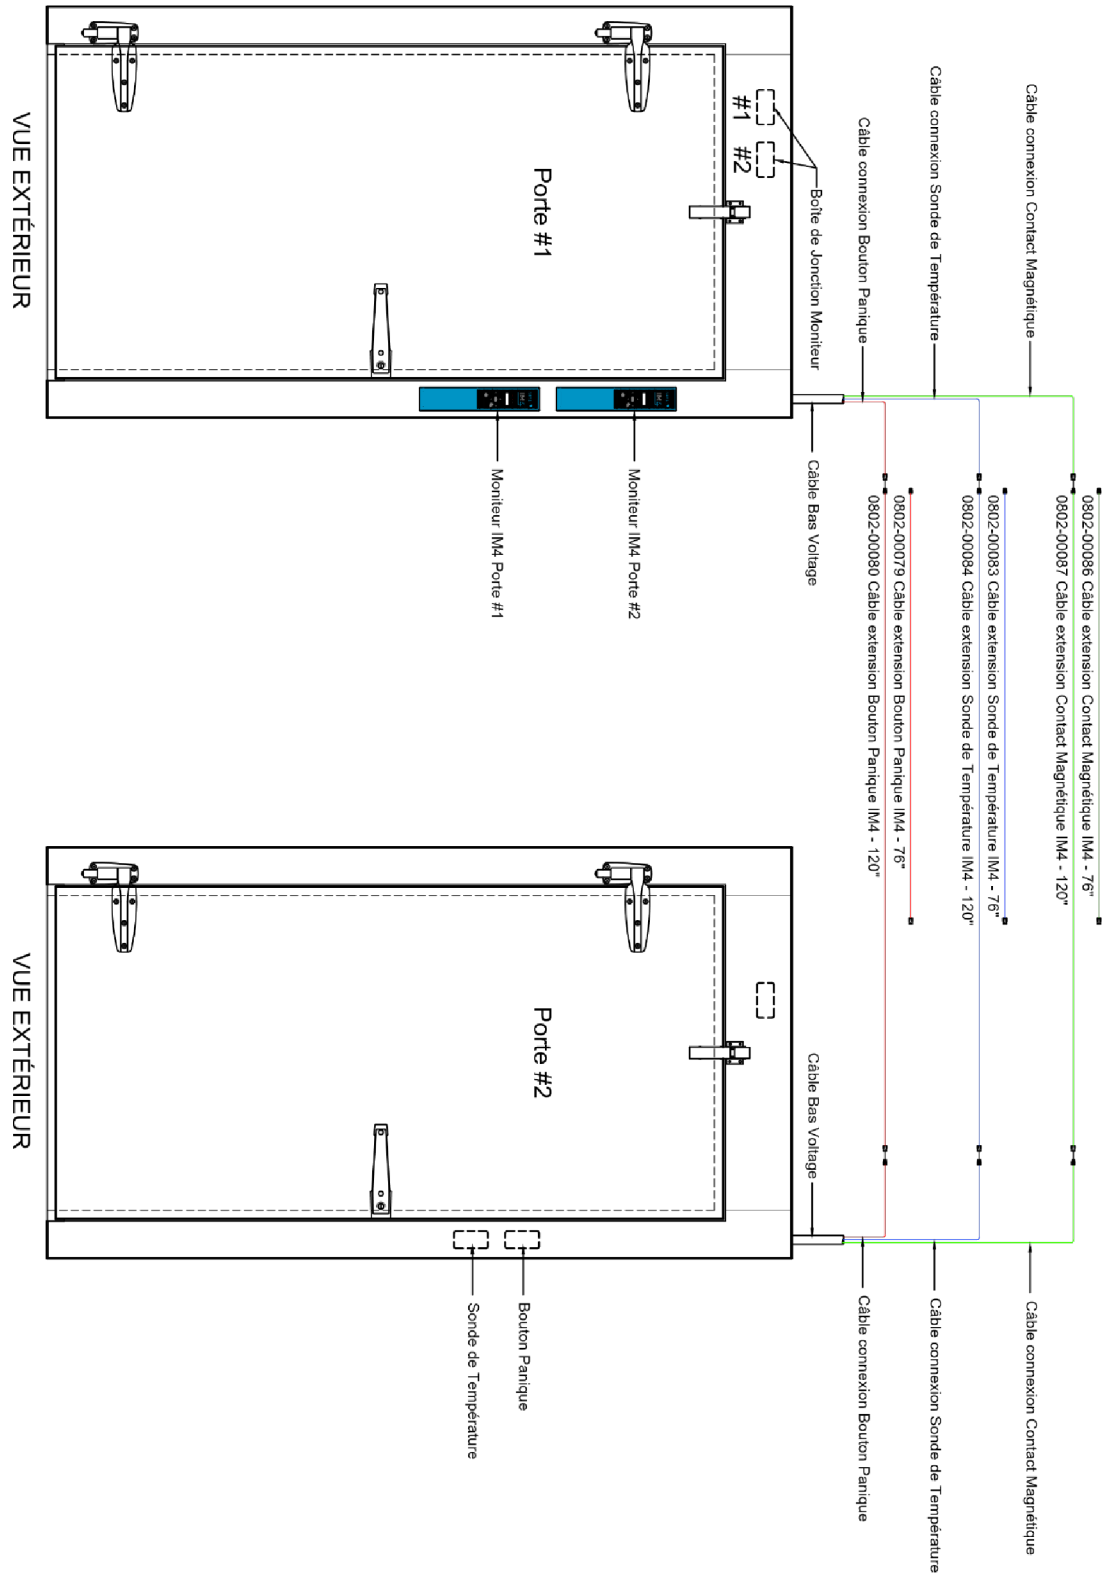 Câble connexion Contact Magnétique
Câble connexion Sonde de Température
Câble connexion Bouton Panique
Boîte de Jonction Moniteur
#1
#2
Porte #1
Câble Bas Voltage
Moniteur IM4 Porte #2
Moniteur IM4 Porte #1
VUE EXTÉRIEUR
0802-00086 Câble extension Contact Magnétique IM4 - 76"
0802-00087 Câble extension Contact Magnétique IM4 - 120"
0802-00083 Câble extension Sonde de Température IM4 - 76"
0802-00084 Câble extension Sonde de Température IM4 - 120"
0802-00079 Câble extension Bouton Panique IM4 - 76"
0802-00080 Câble extension Bouton Panique IM4 - 120"
Câble connexion Contact Magnétique
Câble connexion Sonde de Température
Câble connexion Bouton Panique
Câble Bas Voltage
Porte #2
Bouton Panique
Sonde de Température
VUE EXTÉRIEUR